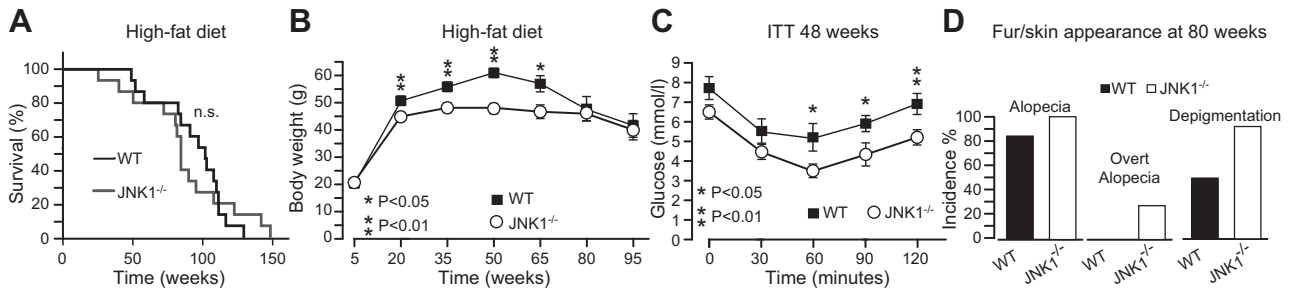 A
High-fat diet
Survival (%)
100
80
60
40
20
0
n.s.
WT
JNK1-/-
0 50 100 150
Time (weeks)
B
High-fat diet
Body weight (g)
60
50
40
30
20
10
0
* *
* *
* *
*
* P<0.05
* * P<0.01
WT
JNK1-/-
5 20 35 50 65 80 95
Time (weeks)
C
ITT 48 weeks
Glucose (mmol/l)
9
8
7
6
5
4
3
2
1
0
*
*
* *
* P<0.05
* * P<0.01
WT JNK1-/-
0 30 60 90 120
Time (minutes)
D
Fur/skin appearance at 80 weeks
WT JNK1-/-
Incidence %
100
80
60
40
20
0
Alopecia
Overt
Alopecia
Depigmentation
WT JNK1-/- WT JNK1-/- WT JNK1-/-